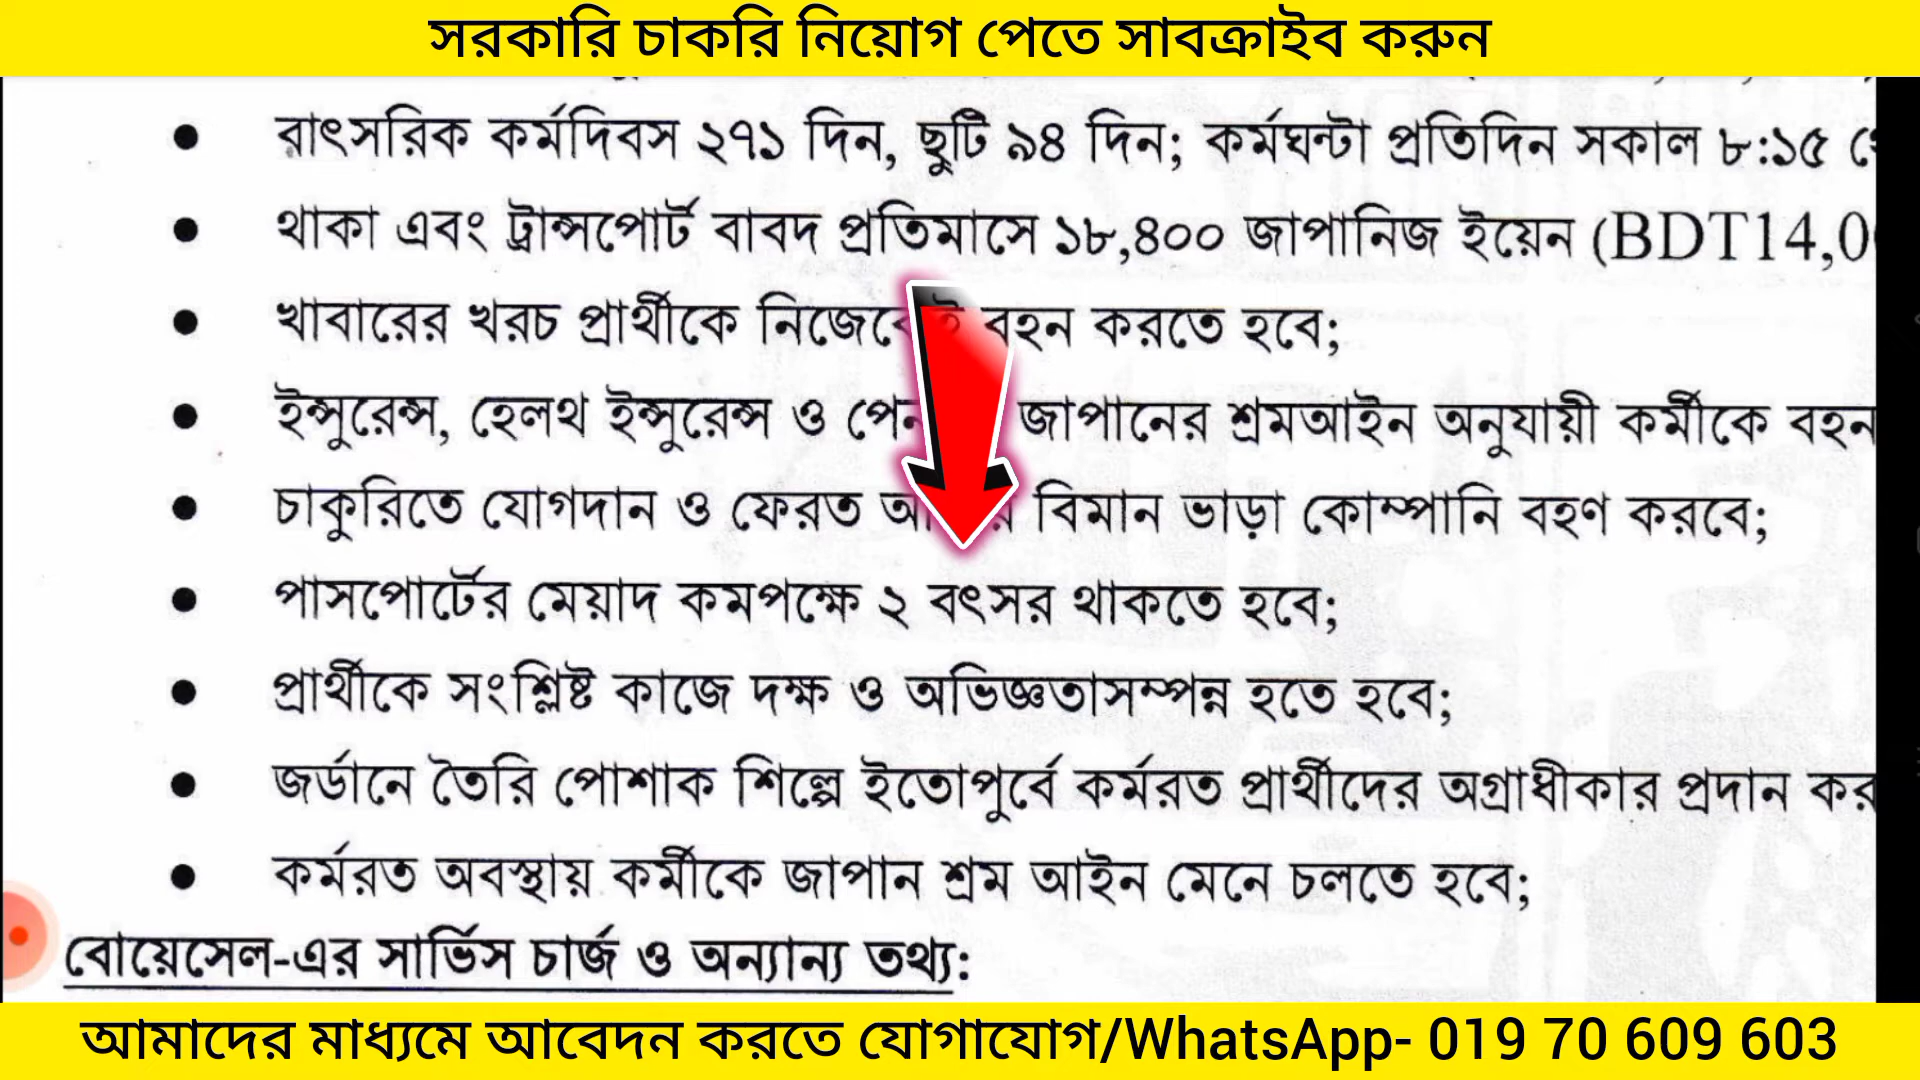 সরকারি চাকরি নিয়োগ পেতে সাবক্রাইব করুন
বাৎসরিক কর্মদিবস ২৭১ দিন, ছুটি ৯৪ দিন; কর্মঘন্টা প্রতিদিন সকাল ৮:১৫
থাকা এবং ট্রান্সপোর্ট বাবদ প্রতিমাসে ১৮,৪০০ জাপানিজ ইয়েন (BDT14,0
খাবারের খরচ প্রার্থীকে বহন করতে হবে;
ইন্সুরেন্স, হেলথ ইন্সুরেন্স ও জাপানের শ্রমআইন অনুযায়ী কর্মীকে বহন
চাকুরিতে যোগদান ও ফেরত বিমান ভাড়া কোম্পানি বহণ করবে;
পাসপোর্টের মেয়াদ কমপক্ষে ২ বৎসর থাকতে হবে;
প্রার্থীকে সংশ্লিষ্ট কাজে দক্ষ ও অভিজ্ঞতাসম্পন্ন হতে হবে;
জর্ডানে তৈরি পোশাক শিল্পে ইতোপুর্বে কর্মরত প্রার্থীদের অগ্রাধীকার প্রদান কর
কর্মরত অবস্থায় কর্মীকে জাপান শ্রম আইন মেনে চলতে হবে;
বোয়েসেল-এর সার্ভিস চার্জ ও অন্যান্য তথ্য:
আমাদের মাধ্যমে আবেদন করতে যোগাযোগ/WhatsApp- 019 70 609 603